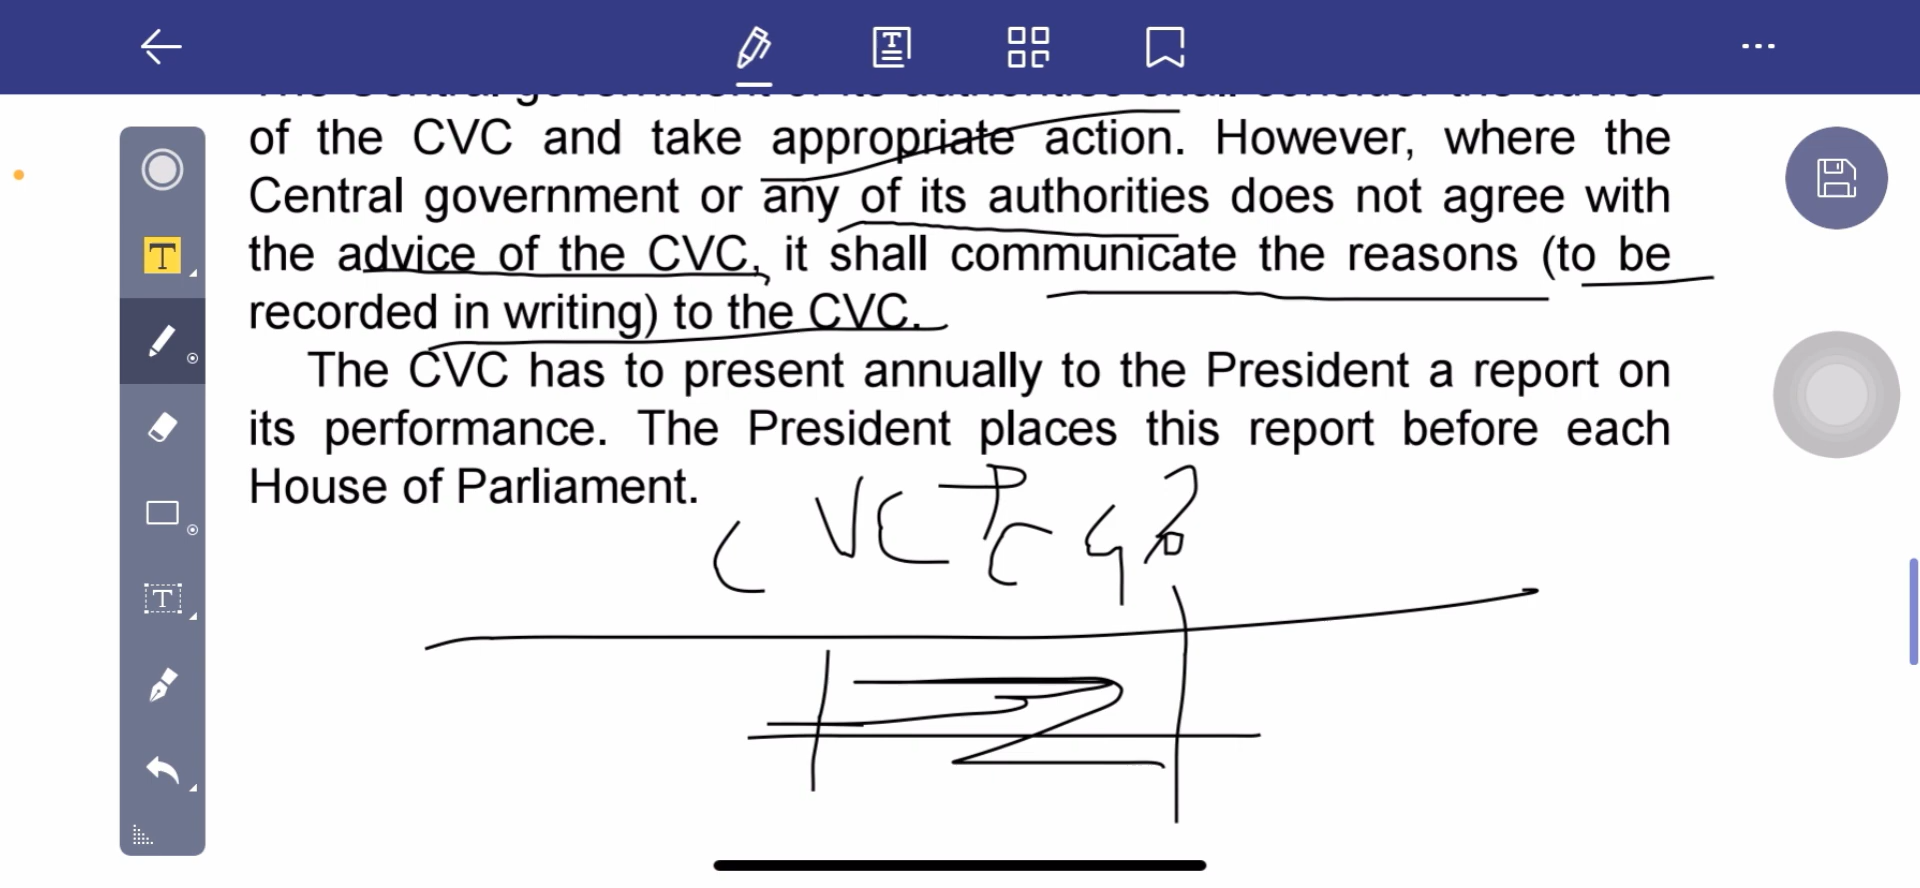 of the CVC and take appropriate action. However, where the
Central government or any of its authorities does not agree with
the advice of the CVC, it shall communicate the reasons (to be
recorded in writing) to the CVC.
The CVC has to present annually to the President a report on
its performance. The President places this report before each
House of Parliament.
CVC